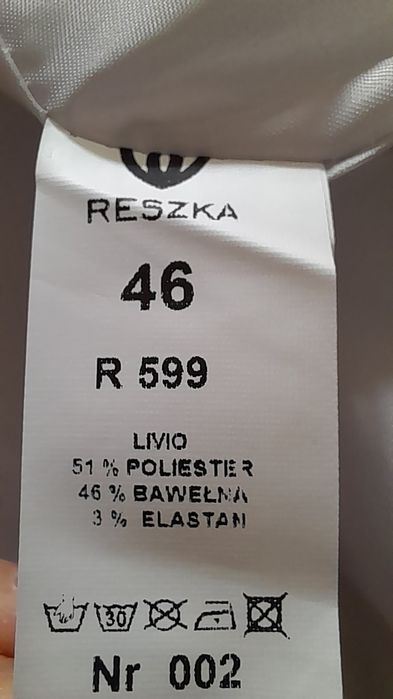 RESZKA
46
R 599
LIVIO
51 % POLIESTER
46 % BAWEŁNA
3 % ELASTAN
30
Nr 002